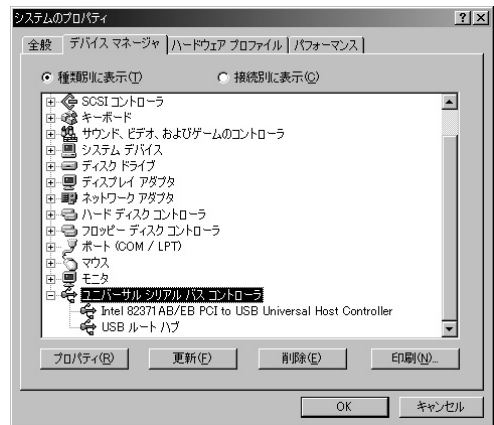 システムのプロパティ
全般 デバイス マネージャ ハードウェア プロファイル パフォーマンス
種類別に表示(T) 接続別に表示(C)
SCSI コントローラ
キーボード
サウンド、ビデオ、およびゲームのコントローラ
システム デバイス
ディスク ドライブ
ディスプレイ アダプタ
ネットワーク アダプタ
ハード ディスク コントローラ
フロッピー ディスク コントローラ
ポート (COM / LPT)
マウス
モニタ
ユニバーサル シリアル バス コントローラ
Intel 82371AB/EB PCI to USB Universal Host Controller
USB ルート ハブ
プロパティ(R) 更新(F) 削除(E) 印刷(N)...
OK キャンセル